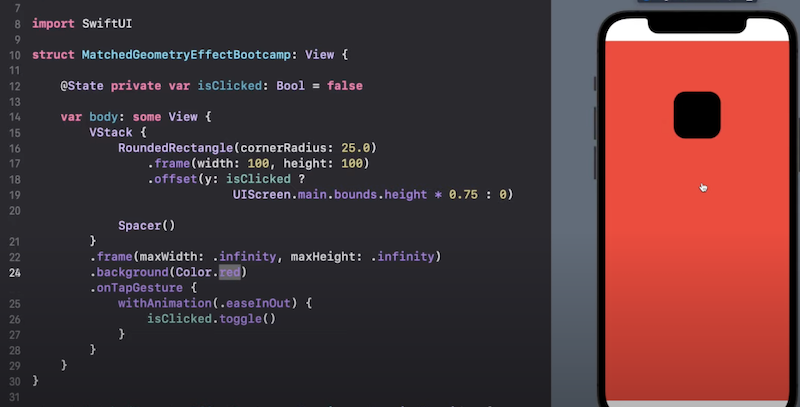 7
8 import SwiftUI
9
10 struct MatchedGeometryEffectBootcamp: View {
11
12 @State private var isClicked: Bool = false
13
14 var body: some View {
15 VStack {
16 RoundedRectangle(cornerRadius: 25.0)
17 .frame(width: 100, height: 100)
18 .offset(y: isClicked ?
19 UIScreen.main.bounds.height * 0.75 : 0)
20
Spacer()
21 }
22 .frame(maxWidth: .infinity, maxHeight: .infinity)
24 .background(Color.red)
.onTapGesture {
25 withAnimation(.easeInOut) {
26 isClicked.toggle()
27 }
28 }
29 }
30 }
31